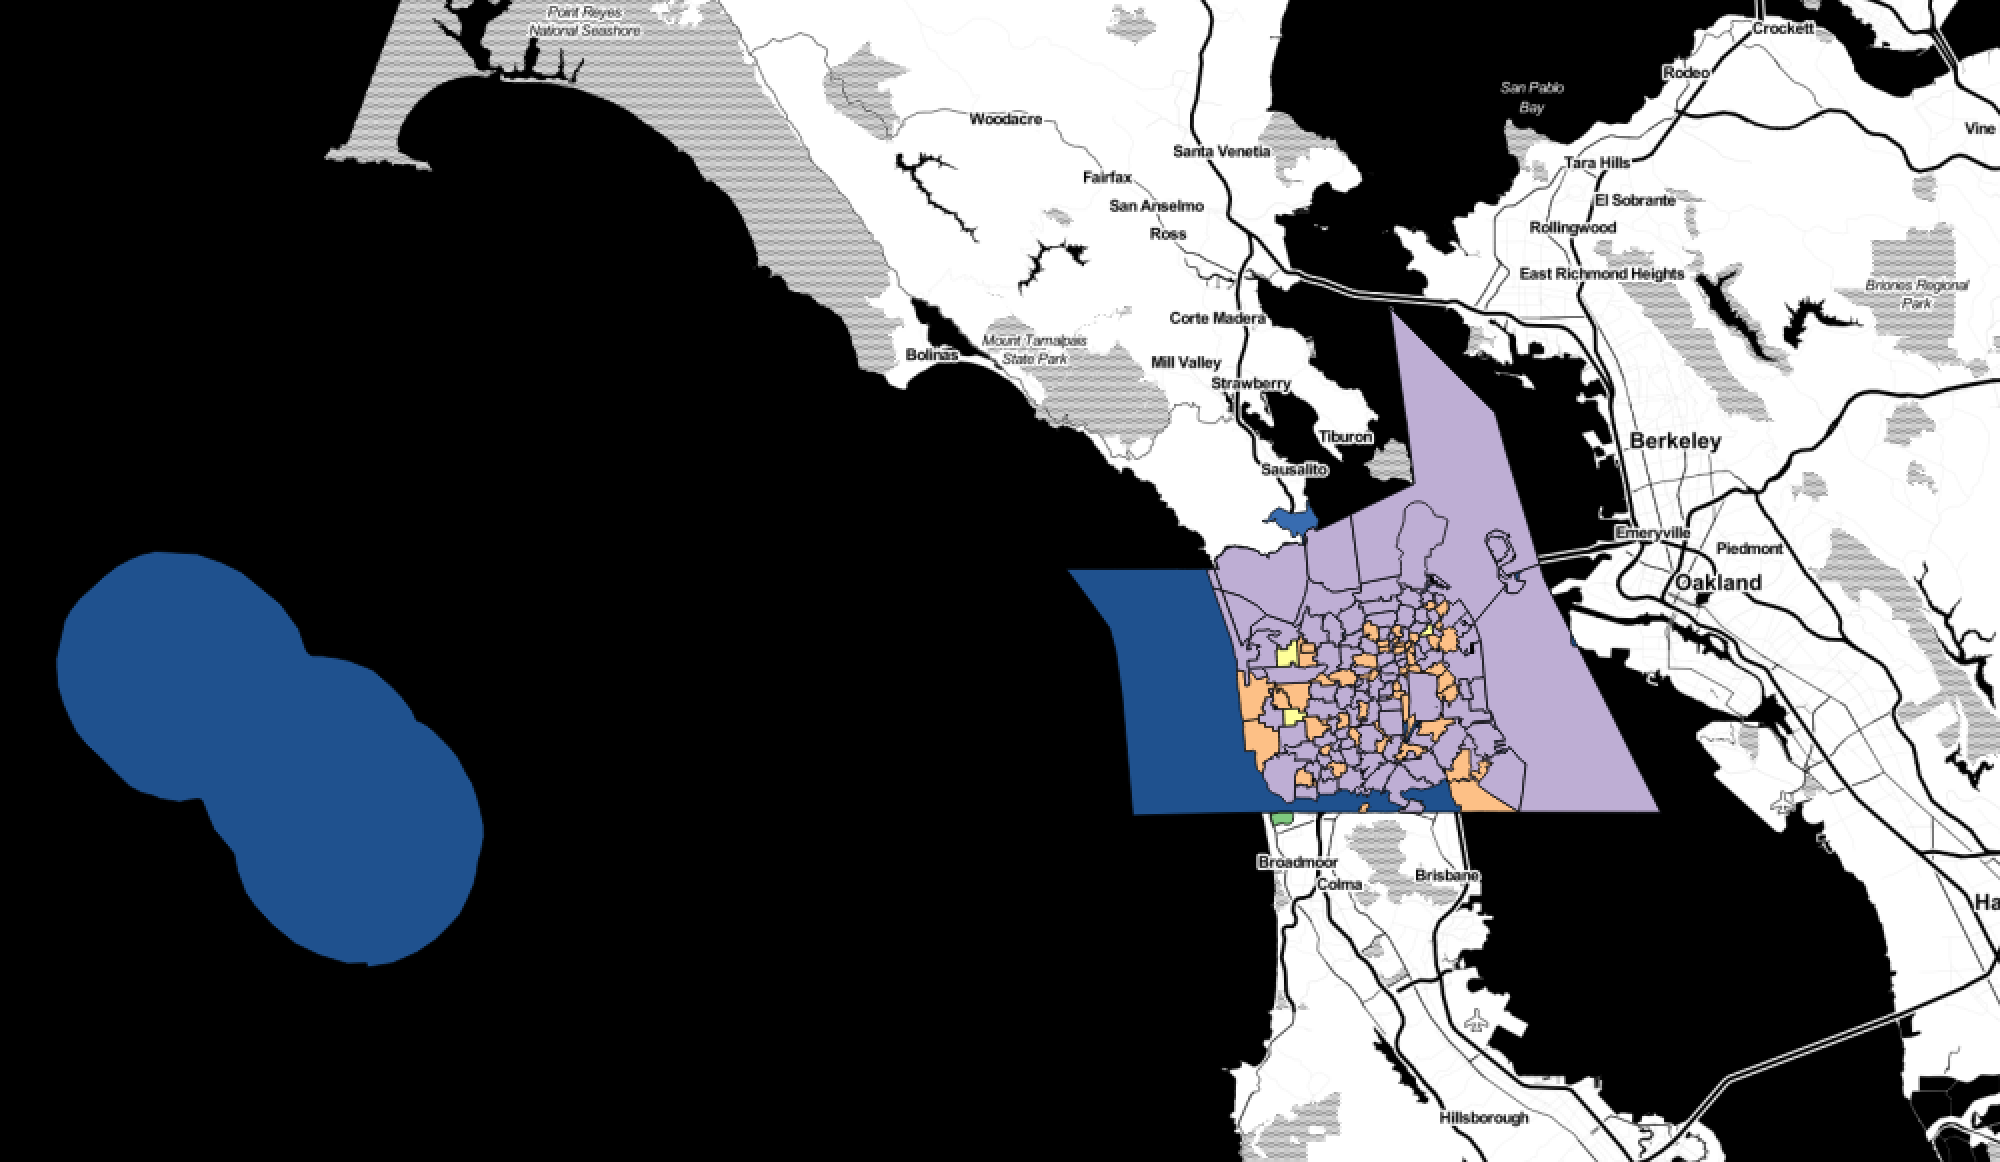 Point Reyes
National Seashore
Crockett
Rodeo
San Pablo
Bay
Woodacre
Vine
Santa Venetia
Tara Hills
Fairfax
El Sobrante
San Anselmo
Rollingwood
Ross
East Richmond Heights
Briones Regional
Park
Corte Madera
Mount Tamalpais
State Park
Bolinas
Mill Valley
Strawberry
Tiburon
Berkeley
Sausalito
Emeryville
Piedmont
Oakland
Broadmoor
Brisbane
Colma
Ha
Hillsborough